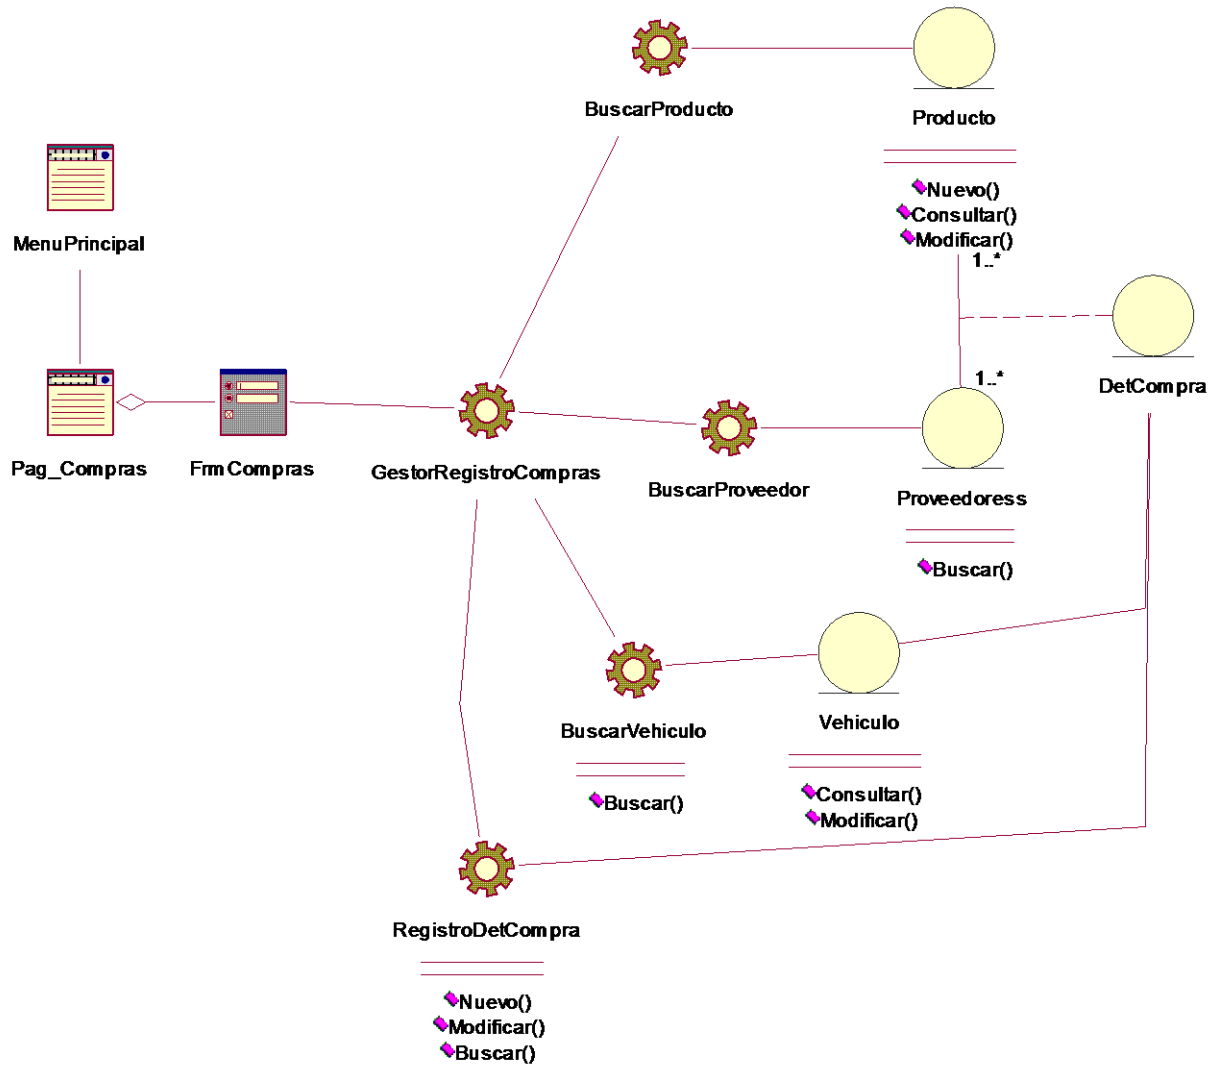 BuscarProducto
Producto
Nuevo()
Consultar()
Modificar()
1..*
MenuPrincipal
1..*
DetCompra
Pag_Compras
FrmCompras
GestorRegistroCompras
BuscarProveedor
Proveedoress
Buscar()
BuscarVehiculo
Buscar()
Vehiculo
Consultar()
Modificar()
RegistroDetCompra
Nuevo()
Modificar()
Buscar()